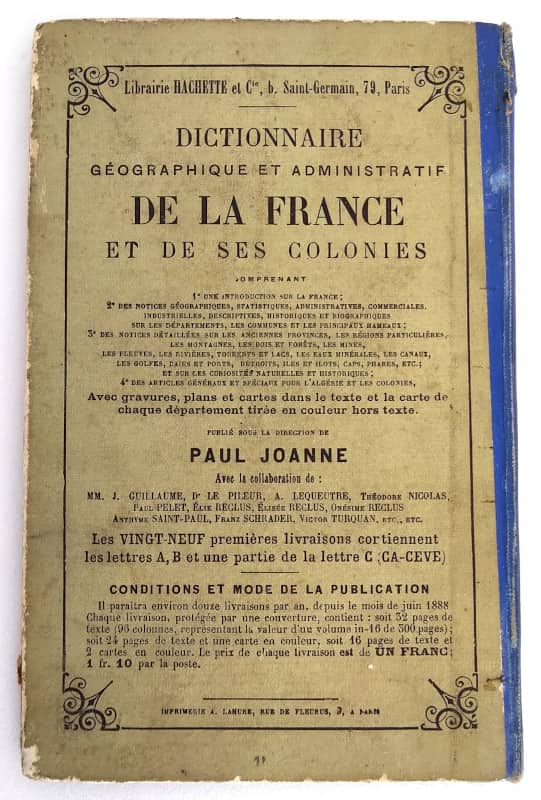 Librairie HACHETTE et Cie, b. Saint-Germain, 79, Paris
DICTIONNAIRE
GÉOGRAPHIQUE ET ADMINISTRATIF
DE LA FRANCE
ET DE SES COLONIES
COMPRENANT
1° UNE INTRODUCTION SUR LA FRANCE;
2° DES NOTICES GÉOGRAPHIQUES, STATISTIQUES, ADMINISTRATIVES, COMMERCIALES,
INDUSTRIELLES, DESCRIPTIVES, HISTORIQUES ET BIOGRAPHIQUES
SUR LES DÉPARTEMENTS, LES COMMUNES ET LES PRINCIPAUX HAMEAUX;
3° DES NOTICES DÉTAILLÉES SUR LES ANCIENNES PROVINCES, LES RÉGIONS PARTICULIÈRES,
LES MONTAGNES, LES BOIS ET FORÊTS, LES MINES,
LES FLEUVES, LES RIVIÈRES, TORRENTS ET LACS, LES EAUX MINÉRALES, LES CANAUX,
LES GOLFES, BAIES ET PORTS, DÉTROITS, ILES ET ILOTS, CAPS, PHARES, ETC.;
ET SUR LES CURIOSITÉS NATURELLES ET HISTORIQUES;
4° DES ARTICLES GÉNÉRAUX ET SPÉCIAUX POUR L'ALGÉRIE ET LES COLONIES,
Avec gravures, plans et cartes dans le texte et la carte de
chaque département tirée en couleur hors texte.
PUBLIÉ SOUS LA DIRECTION DE
PAUL JOANNE
Avec la collaboration de :
MM. J. GUILLAUME, Dr LE PILEUR, A. LEQUEUTRE, THÉODORE NICOLAS,
PAUL PELET, ÉLIE RECLUS, ÉLISÉE RECLUS, ONÉSIME RECLUS
ANTHYME SAINT-PAUL, FRANZ SCHRADER, VICTOR TURQUAN, ETC., ETC.
Les VINGT-NEUF premières livraisons contiennent
les lettres A, B et une partie de la lettre C (CA-CEVE)
CONDITIONS ET MODE DE LA PUBLICATION
Il paraîtra environ douze livraisons par an, depuis le mois de juin 1888
Chaque livraison, protégée par une couverture, contient : soit 32 pages de
texte (96 colonnes, représentant la valeur d'un volume in-16 de 300 pages);
soit 24 pages de texte et une carte en couleur, soit 16 pages de texte et
2 cartes en couleur. Le prix de chaque livraison est de UN FRANC;
1 fr. 10 par la poste.
IMPRIMERIE A. LAHURE, RUE DE FLEURUS, 9, A PARIS